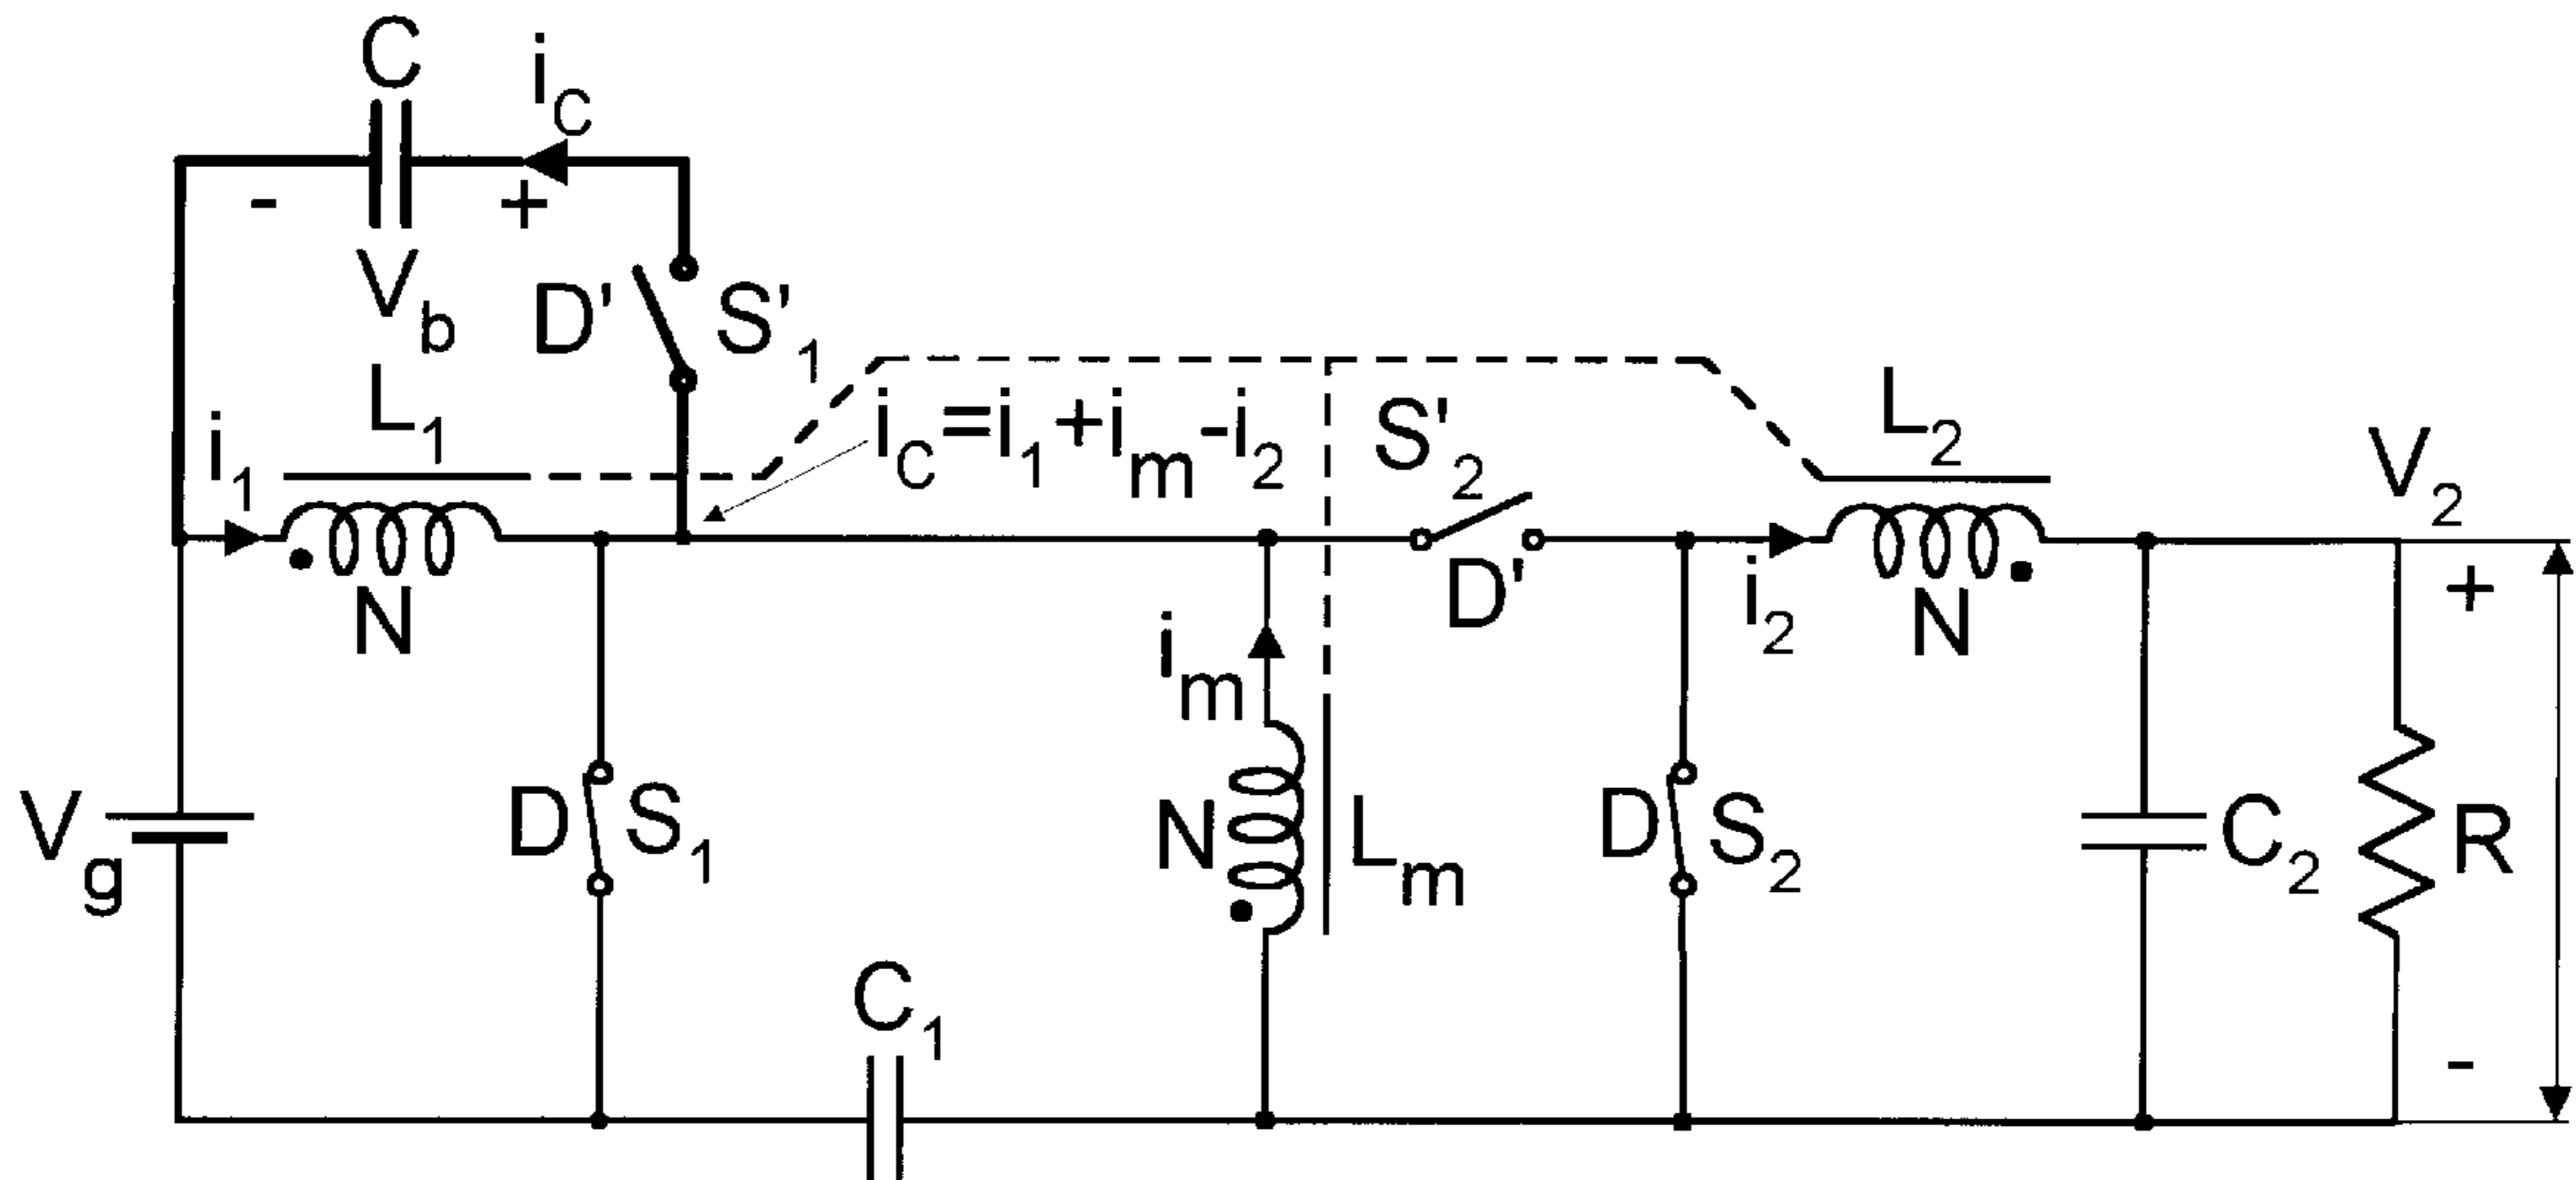 C
i_C
- +
V_b
D' S'_1
L_1
i_1
i_C=i_1+i_m-i_2
S'_2
L_2
V_2
N
D'
i_2
N
+
i_m
V_g
D S_1
N
L_m
D S_2
C_2
R
C_1
-